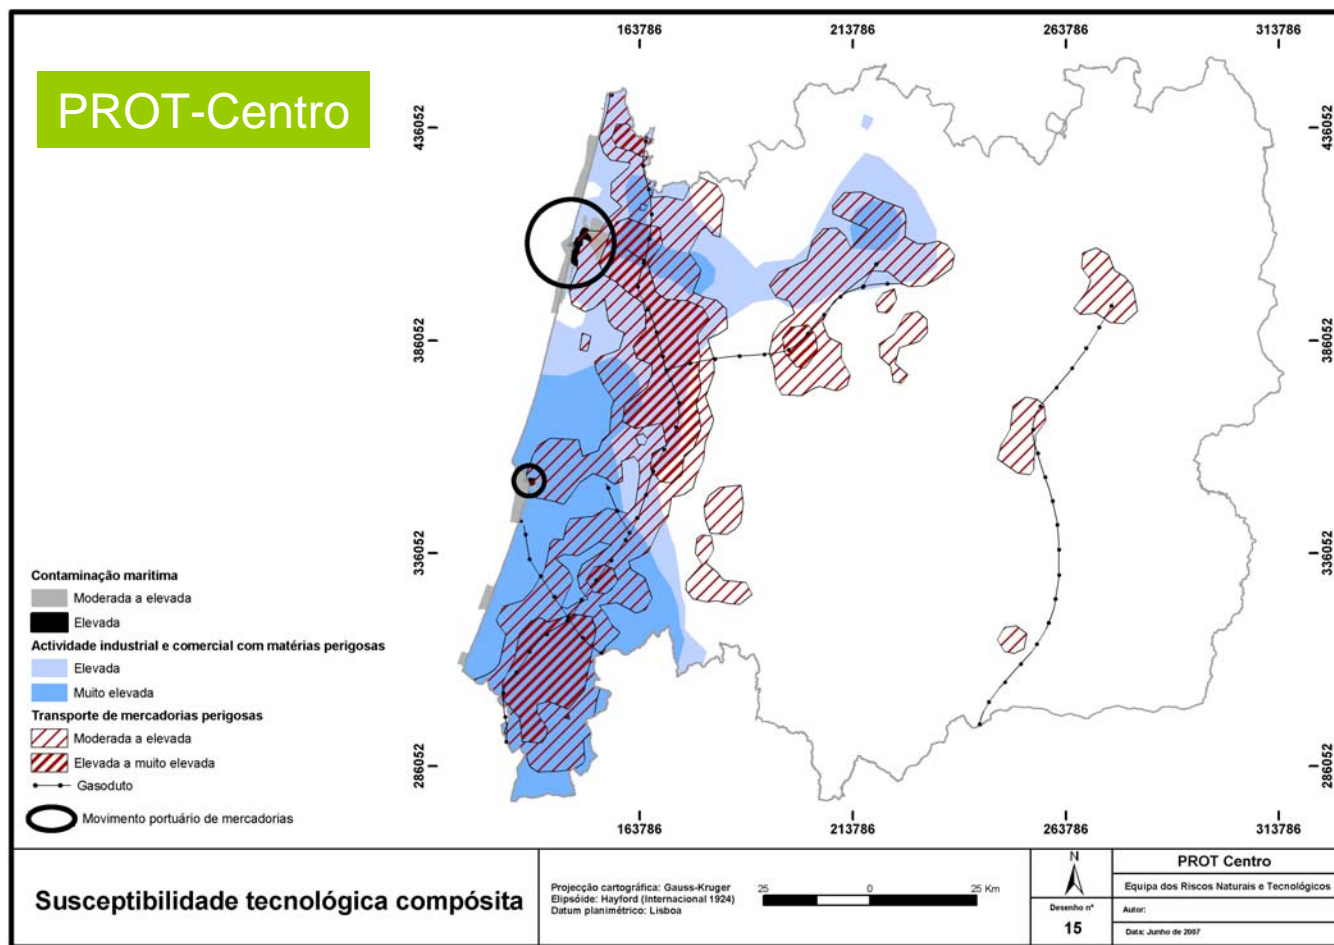 163786
213786
263786
313786
PROT-Centro
436052
436052
386052
386052
336052
336052
286052
286052
Contaminação marítima
Moderada a elevada
Elevada
Actividade industrial e comercial com matérias perigosas
Elevada
Muito elevada
Transporte de mercadorias perigosas
Moderada a elevada
Elevada a muito elevada
Gasoduto
Movimento portuário de mercadorias
163786
213786
263786
313786
Susceptibilidade tecnológica compósita
Projecção cartográfica: Gauss-Kruger
Elipsóide: Hayford (Internacional 1924)
Datum planimétrico: Lisboa
25 0 25 Km
N
Desenho nº
15
PROT Centro
Equipa dos Riscos Naturais e Tecnológicos
Autor:
Data: Junho de 2007